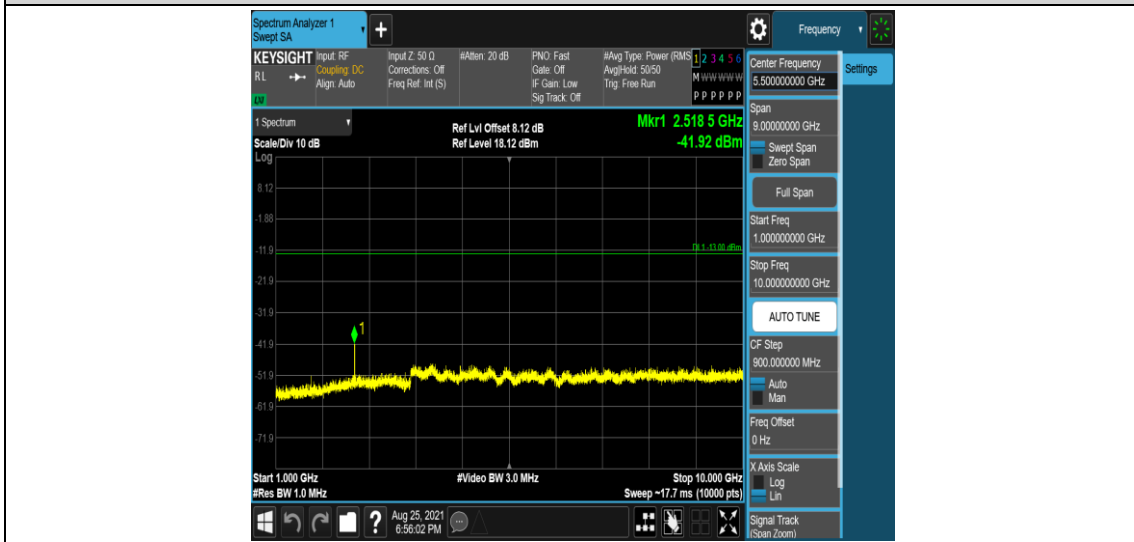 Spectrum Analyzer 1
Swept SA
+
Frequency
KEYSIGHT
RL
LXI
Input: RF
Coupling: DC
Align: Auto
Input Z: 50 Ω
Corrections: Off
Freq Ref: Int (S)
#Atten: 20 dB
PNO: Fast
Gate: Off
IF Gain: Low
Sig Track: Off
#Avg Type: Power (RMS
Avg|Hold: 50/50
Trig: Free Run
1 2 3 4 5 6
M W W W W W
P P P P P P
1 Spectrum
Scale/Div 10 dB
Log
Ref Lvl Offset 8.12 dB
Ref Level 18.12 dBm
Mkr1 2.518 5 GHz
-41.92 dBm
8.12
-1.88
-11.9
DL1 -13.00 dBm
-21.9
-31.9
1
-41.9
-51.9
-61.9
-71.9
Start 1.000 GHz
#Res BW 1.0 MHz
#Video BW 3.0 MHz
Stop 10.000 GHz
Sweep ~17.7 ms (10000 pts)
Center Frequency
5.500000000 GHz
Settings
Span
9.00000000 GHz
Swept Span
Zero Span
Full Span
Start Freq
1.000000000 GHz
Stop Freq
10.000000000 GHz
AUTO TUNE
CF Step
900.000000 MHz
Auto
Man
Freq Offset
0 Hz
X Axis Scale
Log
Lin
Signal Track
(Span Zoom)
?
Aug 25, 2021
6:56:02 PM